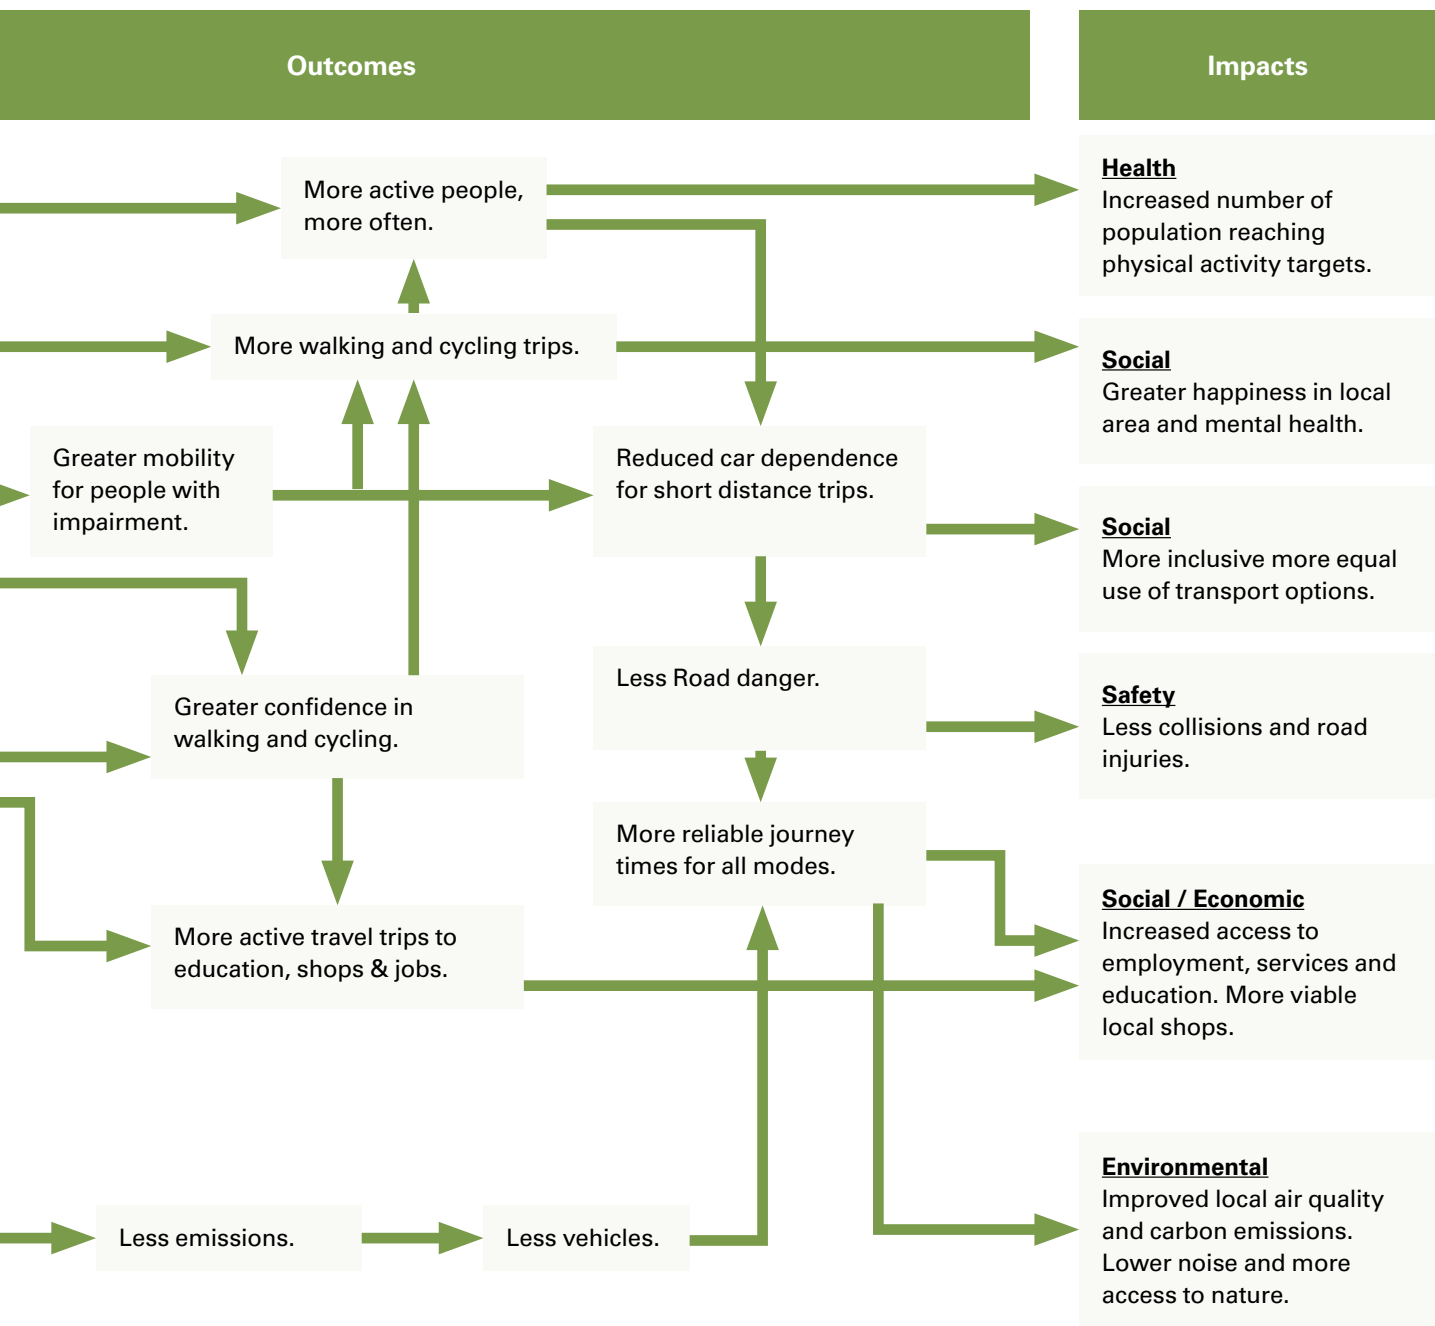 Outcomes
Impacts
More active people,
more often.
More walking and cycling trips.
Greater mobility
for people with
impairment.
Reduced car dependence
for short distance trips.
Greater confidence in
walking and cycling.
Less Road danger.
More reliable journey
times for all modes.
More active travel trips to
education, shops & jobs.
Less emissions.
Less vehicles.
Health
Increased number of
population reaching
physical activity targets.
Social
Greater happiness in local
area and mental health.
Social
More inclusive more equal
use of transport options.
Safety
Less collisions and road
injuries.
Social / Economic
Increased access to
employment, services and
education. More viable
local shops.
Environmental
Improved local air quality
and carbon emissions.
Lower noise and more
access to nature.